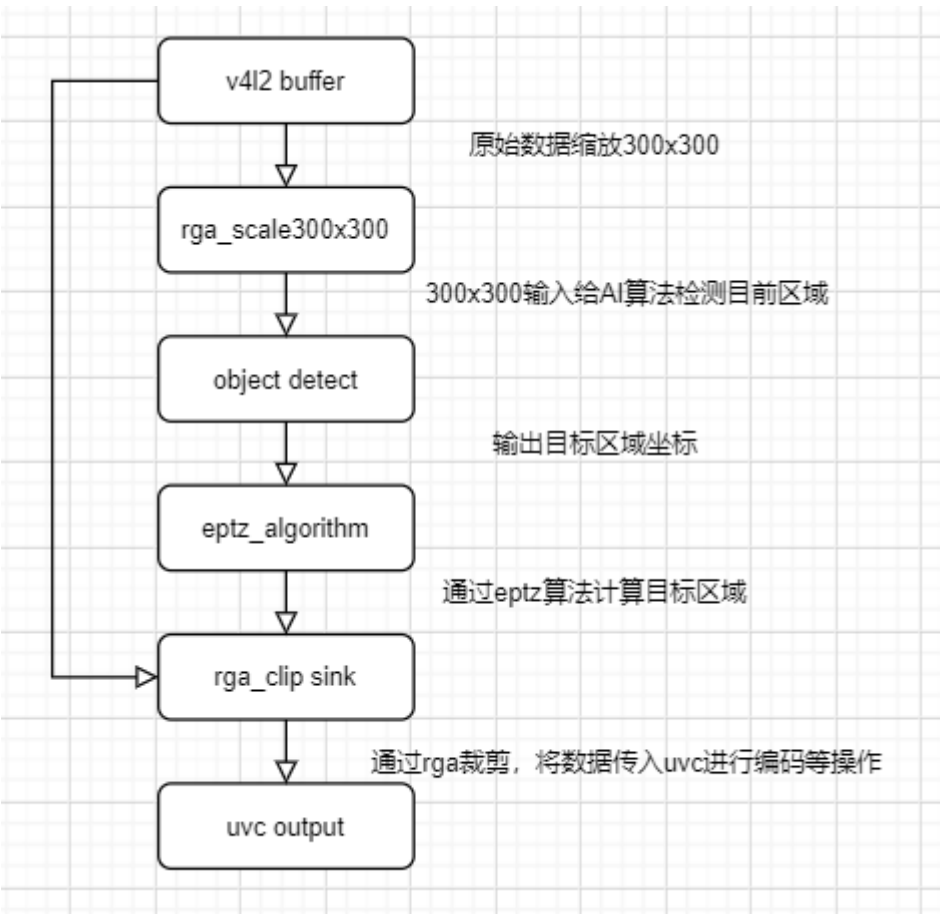 v4l2 buffer
原始数据缩放300x300
rga_scale300x300
300x300输入给AI算法检测目前区域
object detect
输出目标区域坐标
eptz_algorithm
通过eptz算法计算目标区域
rga_clip sink
通过rga裁剪，将数据传入uvc进行编码等操作
uvc output